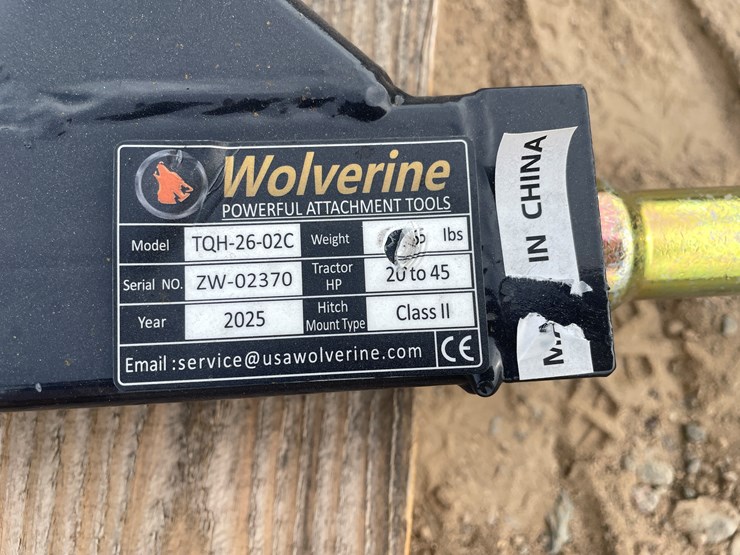 Wolverine
POWERFUL ATTACHMENT TOOLS
Model TQH-26-02C Weight lbs
Serial NO. ZW-02370 Tractor HP 20 to 45
Year 2025 Hitch Mount Type Class II
Email :service@usawolverine.com CE
IN CHINA